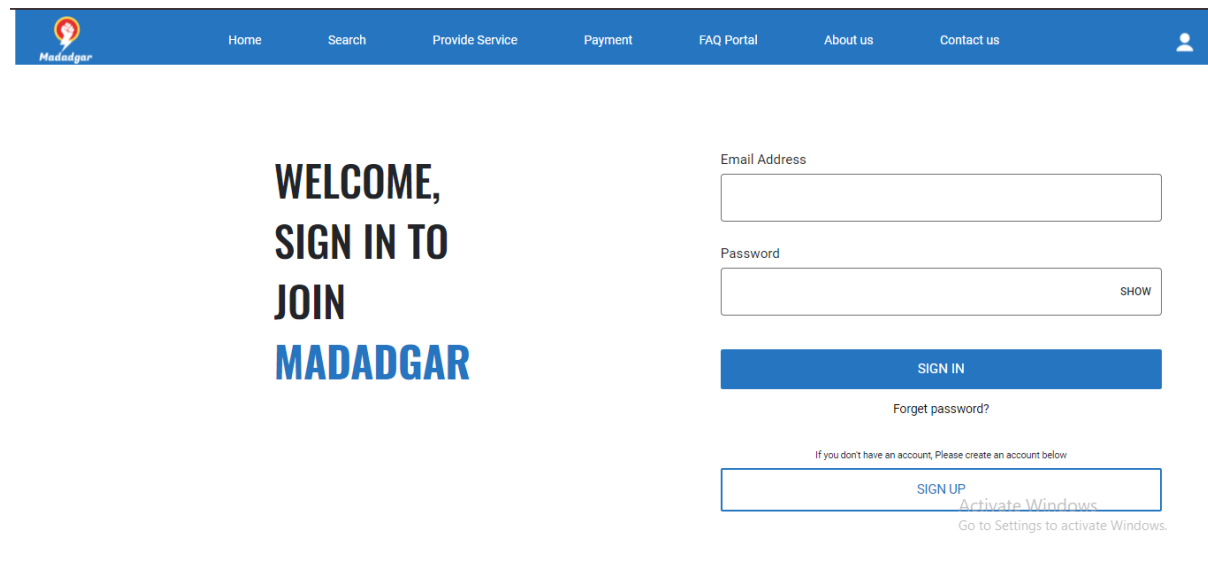 Madadgar
Home Search Provide Service Payment FAQ Portal About us Contact us
WELCOME,
SIGN IN TO
JOIN
MADADGAR
Email Address
Password
SHOW
SIGN IN
Forget password?
If you don't have an account, Please create an account below
SIGN UP
Activate Windows
Go to Settings to activate Windows.